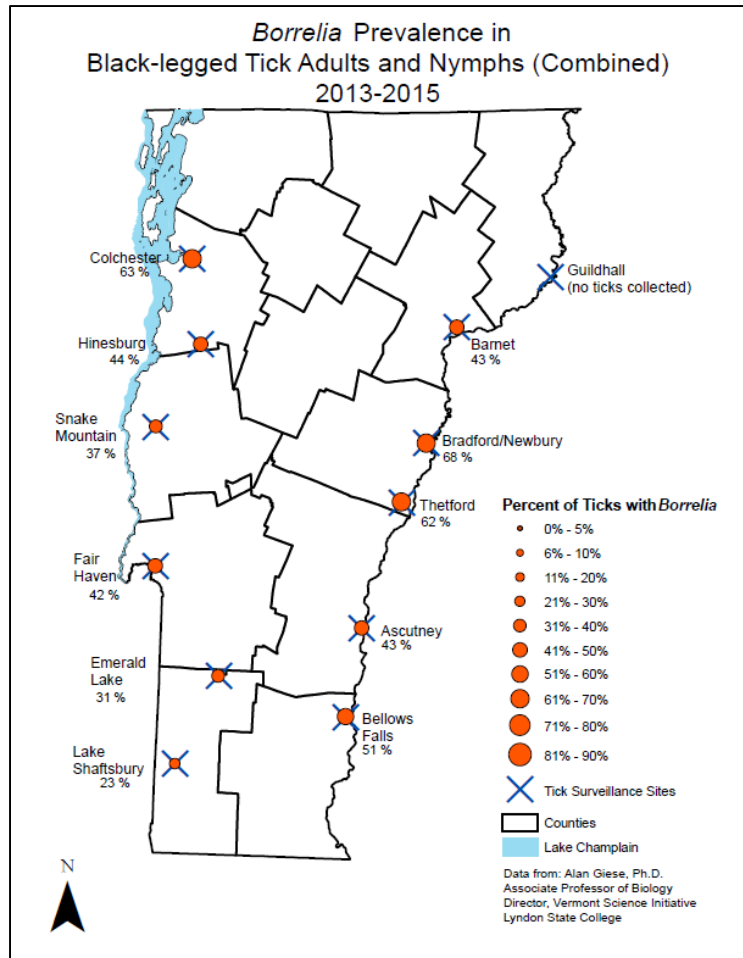 Borrelia Prevalence in
Black-legged Tick Adults and Nymphs (Combined)
2013-2015
Colchester
63 %
Guildhall
(no ticks collected)
Hinesburg
44 %
Barnet
43 %
Snake
Mountain
37 %
Bradford/Newbury
68 %
Thetford
62 %
Fair
Haven
42 %
Ascutney
43 %
Emerald
Lake
31 %
Bellows
Falls
51 %
Lake
Shaftsbury
23 %
Percent of Ticks with Borrelia
0% - 5%
6% - 10%
11% - 20%
21% - 30%
31% - 40%
41% - 50%
51% - 60%
61% - 70%
71% - 80%
81% - 90%
Tick Surveillance Sites
Counties
Lake Champlain
Data from: Alan Giese, Ph.D.
Associate Professor of Biology
Director, Vermont Science Initiative
Lyndon State College
N